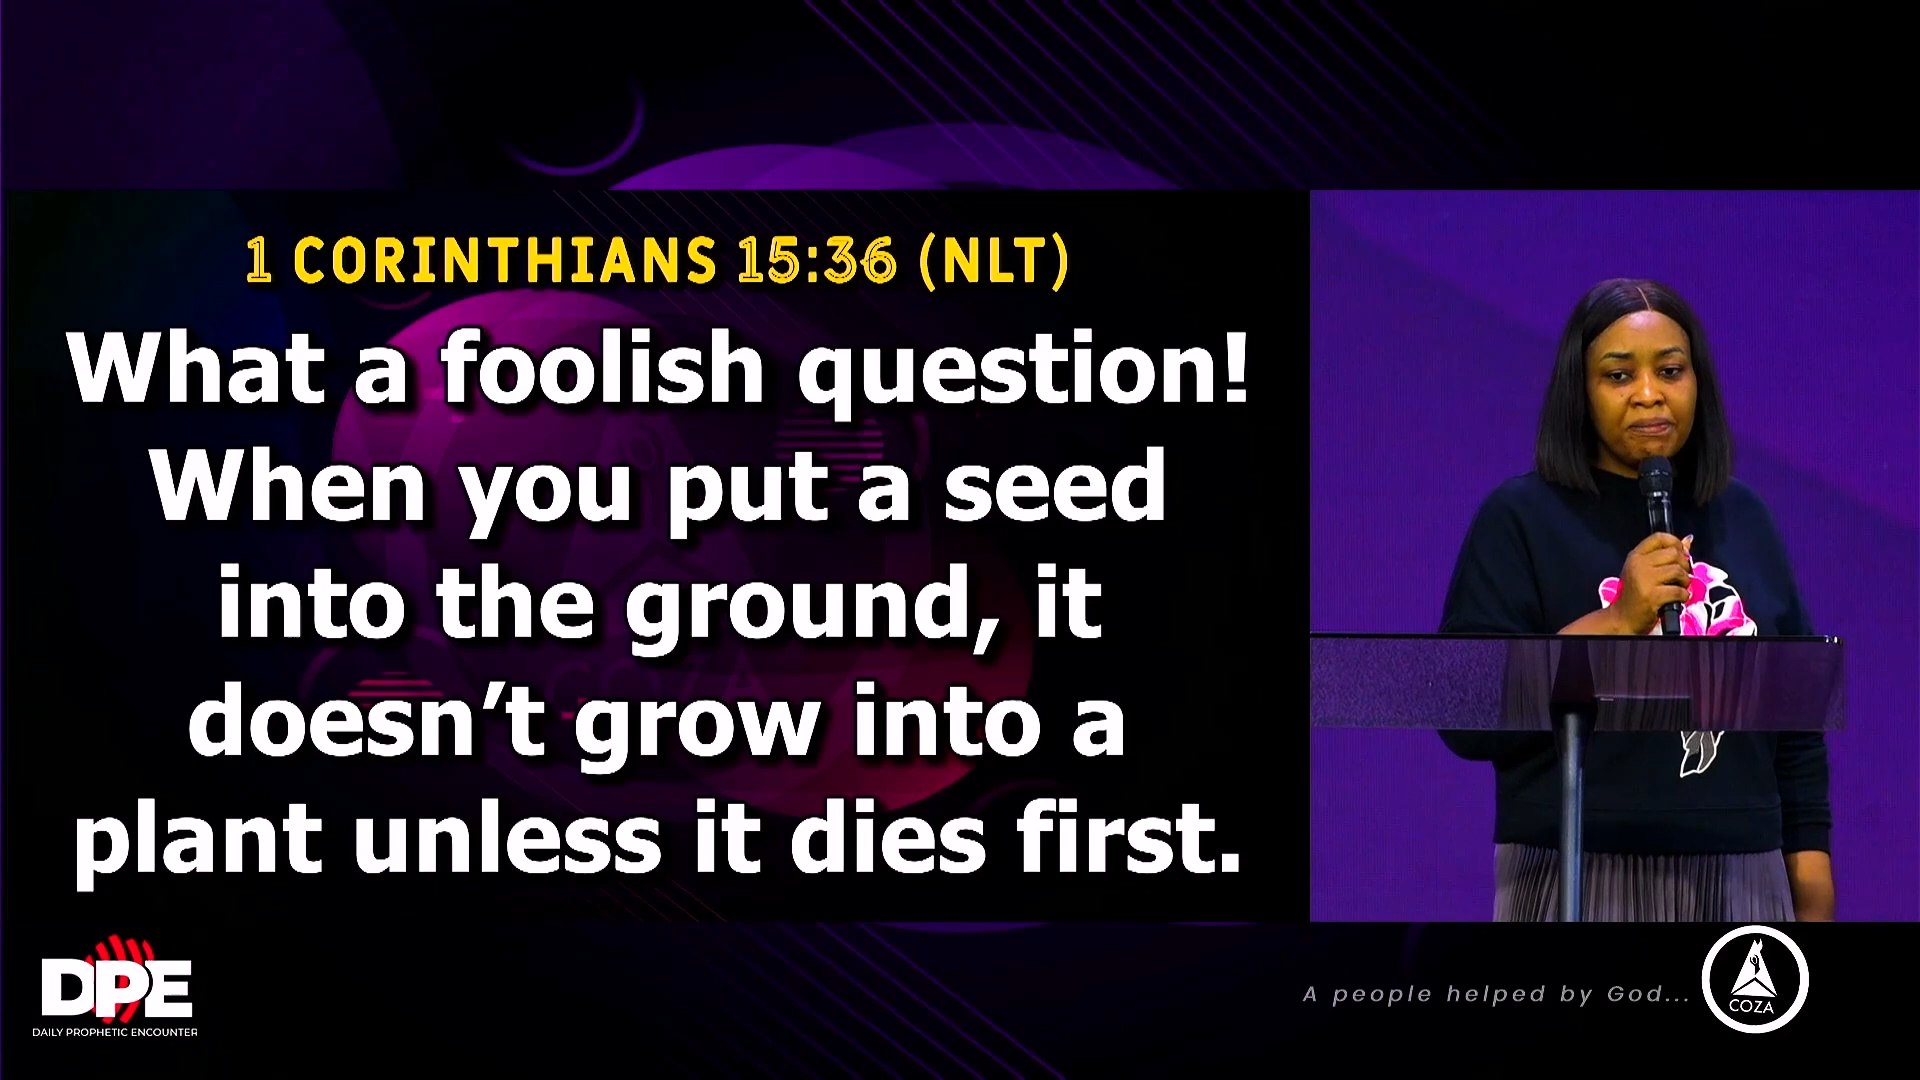 1 CORINTHIANS 15:36 (NLT)
What a foolish question!
When you put a seed
into the ground, it
doesn’t grow into a
plant unless it dies first.
DPE
DAILY PROPHETIC ENCOUNTER
A people helped by God...
COZA